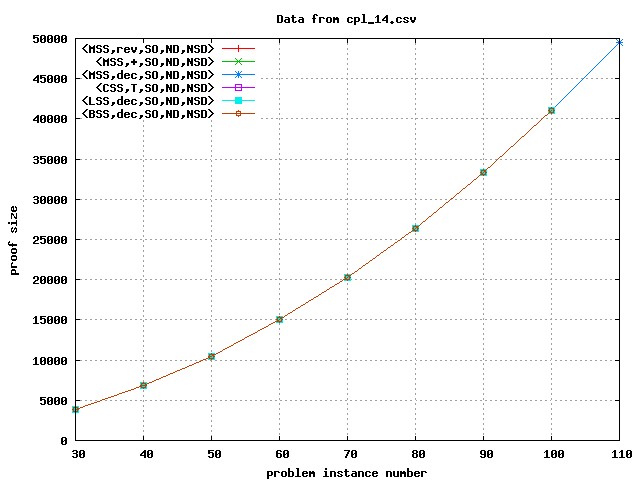 Data from cpl_14.csv
50000
45000
40000
35000
30000
25000
20000
15000
10000
5000
0
<MSS,rev,SO,ND,NSD>
<MSS,+,SO,ND,NSD>
<MSS,dec,SO,ND,NSD>
<CSS,T,SO,ND,NSD>
<LSS,dec,SO,ND,NSD>
<BSS,dec,SO,ND,NSD>
proof size
30 40 50 60 70 80 90 100 110
problem instance number